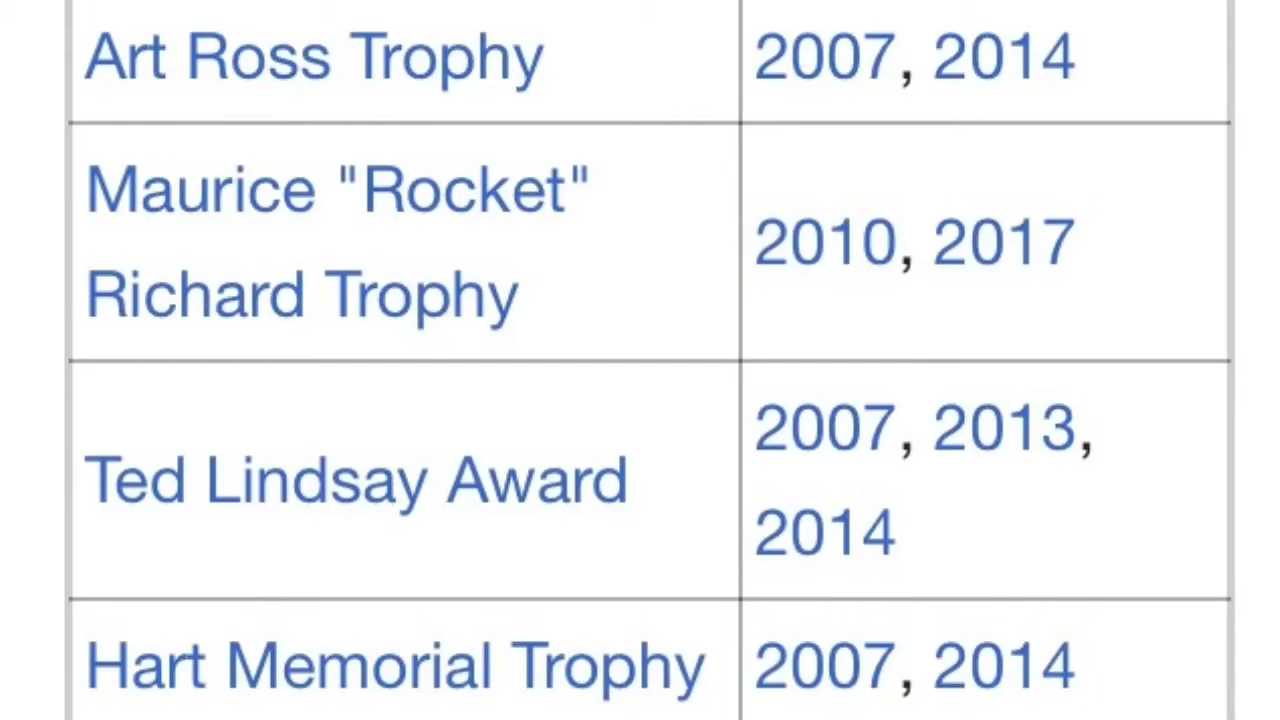 Art Ross Trophy 2007, 2014
Maurice "Rocket"
Richard Trophy
2010, 2017
Ted Lindsay Award
2007, 2013,
2014
Hart Memorial Trophy 2007, 2014